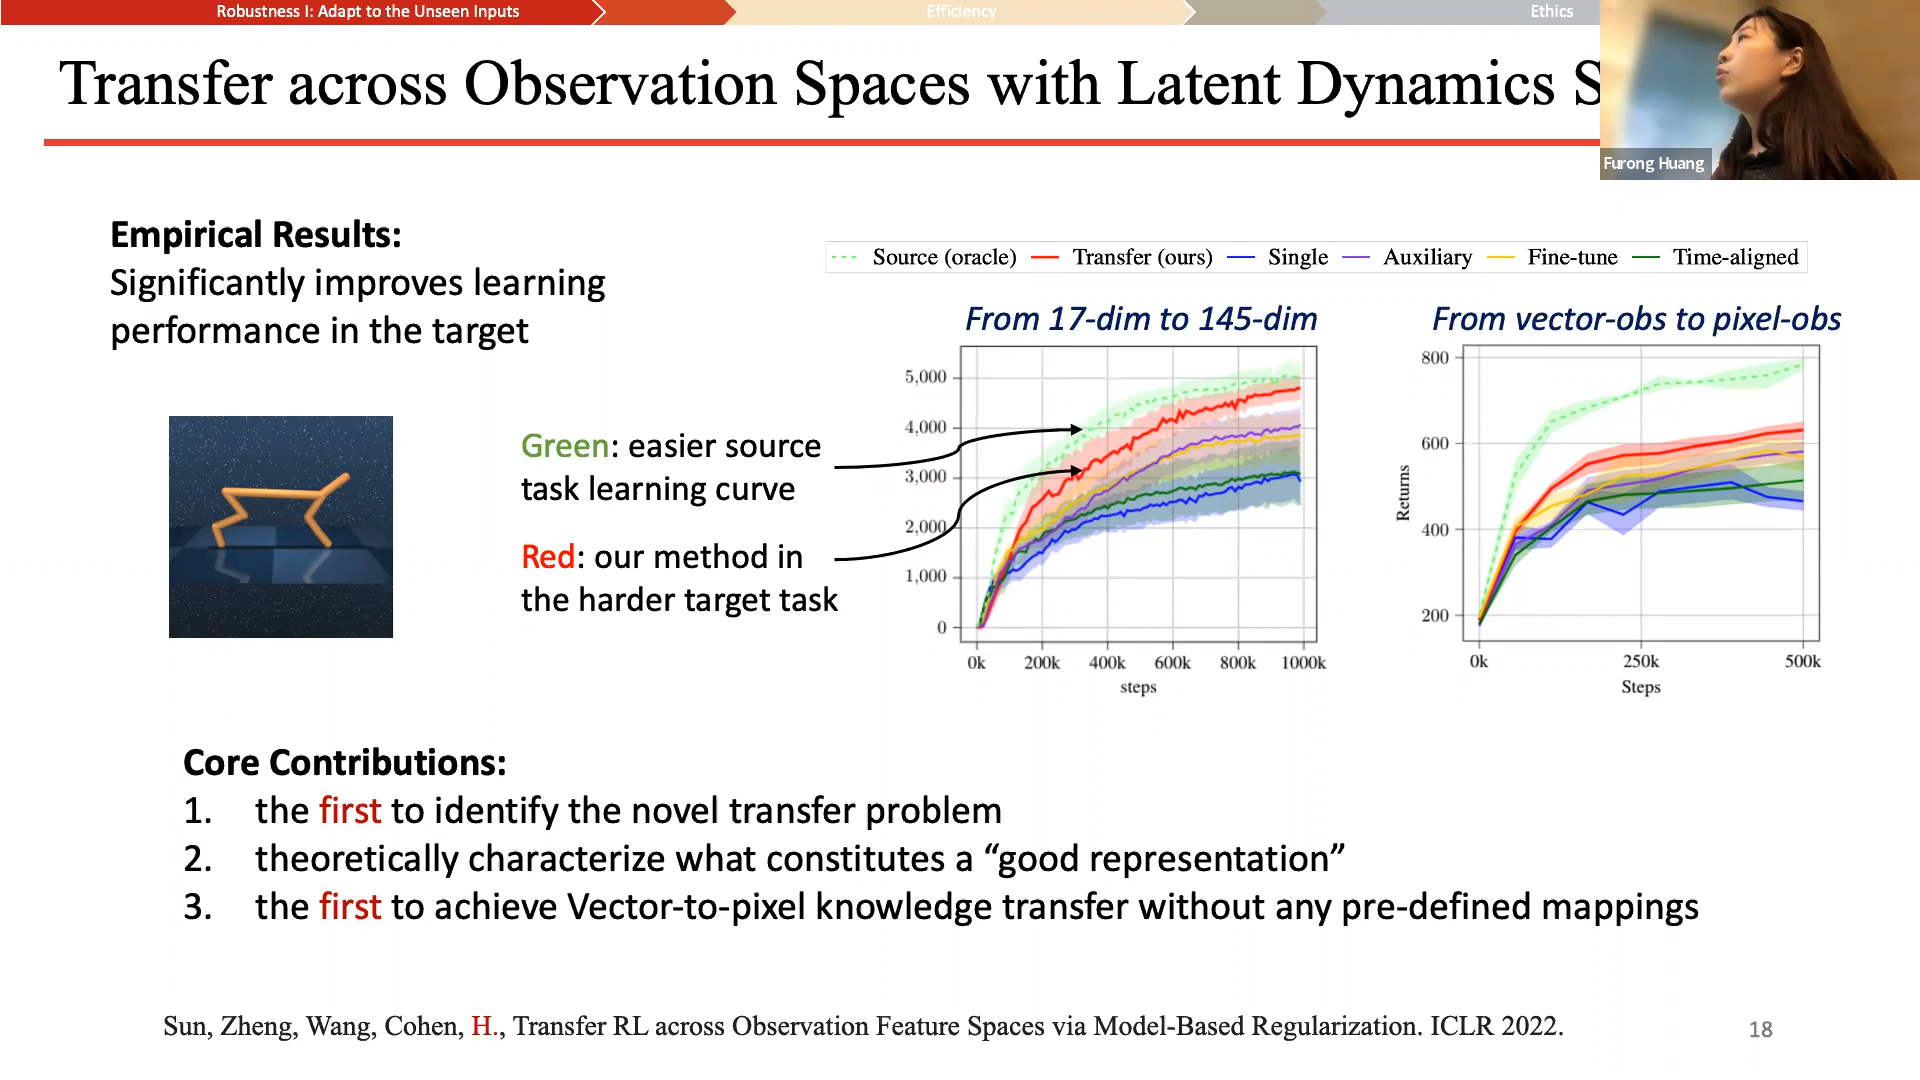 Robustness I: Adapt to the Unseen Inputs
Efficiency
Ethics
Transfer across Observation Spaces with Latent Dynamics S
Furong Huang
Empirical Results:
Significantly improves learning
performance in the target
Source (oracle) Transfer (ours) Single Auxiliary Fine-tune Time-aligned
From 17-dim to 145-dim
From vector-obs to pixel-obs
Green: easier source
task learning curve
Red: our method in
the harder target task
5,000
4,000
3,000
2,000
1,000
0
0k 200k 400k 600k 800k 1000k
steps
Returns
800
600
400
200
0k 250k 500k
Steps
Core Contributions:
1. the first to identify the novel transfer problem
2. theoretically characterize what constitutes a “good representation”
3. the first to achieve Vector-to-pixel knowledge transfer without any pre-defined mappings
Sun, Zheng, Wang, Cohen, H., Transfer RL across Observation Feature Spaces via Model-Based Regularization. ICLR 2022.
18